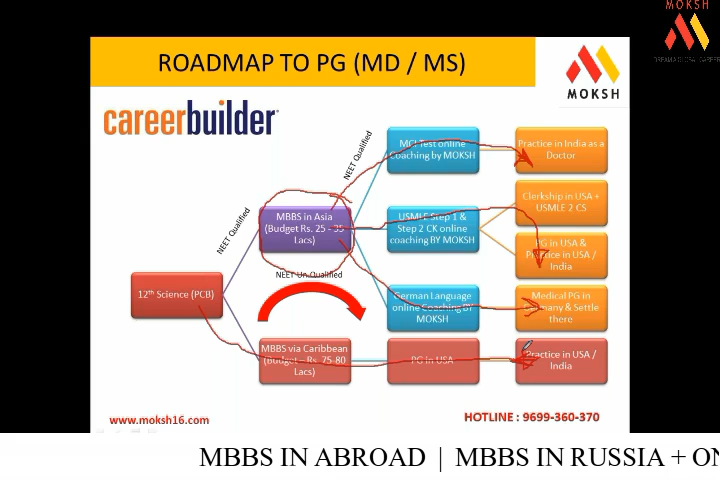 MOKSH
DREAM A GLOBAL CAREER
ROADMAP TO PG (MD / MS)
MOKSH
careerbuilder
NEET Qualified
NEET Qualified
MCI Test online
Coaching by MOKSH
Practice in India as a
Doctor
MBBS in Asia
(Budget Rs. 25 - 35
Lacs)
USMLE Step 1 &
Step 2 CK online
coaching BY MOKSH
Clerkship in USA +
USMLE 2 CS
PG in USA &
Practice in USA /
India
NEET Un-Qualified
12th Science (PCB)
German Language
online Coaching BY
MOKSH
Medical PG in
Germany & Settle
there
MBBS via Caribbean
(Budget – Rs. 75-80
Lacs)
PG in USA
Practice in USA /
India
www.moksh16.com
HOTLINE : 9699-360-370
MBBS IN ABROAD | MBBS IN RUSSIA + ON